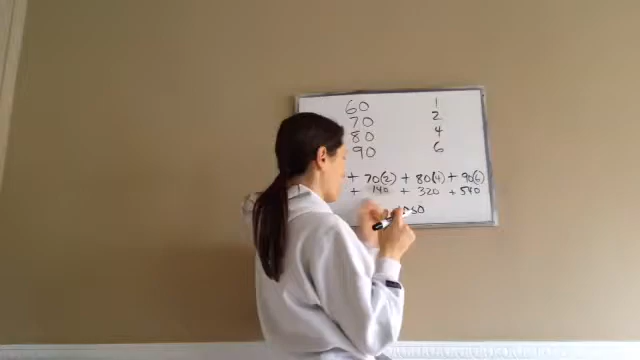 60 1
70 2
80 4
90 6
+ 70(2) + 80(4) + 90(6)
+ 140 + 320 + 540